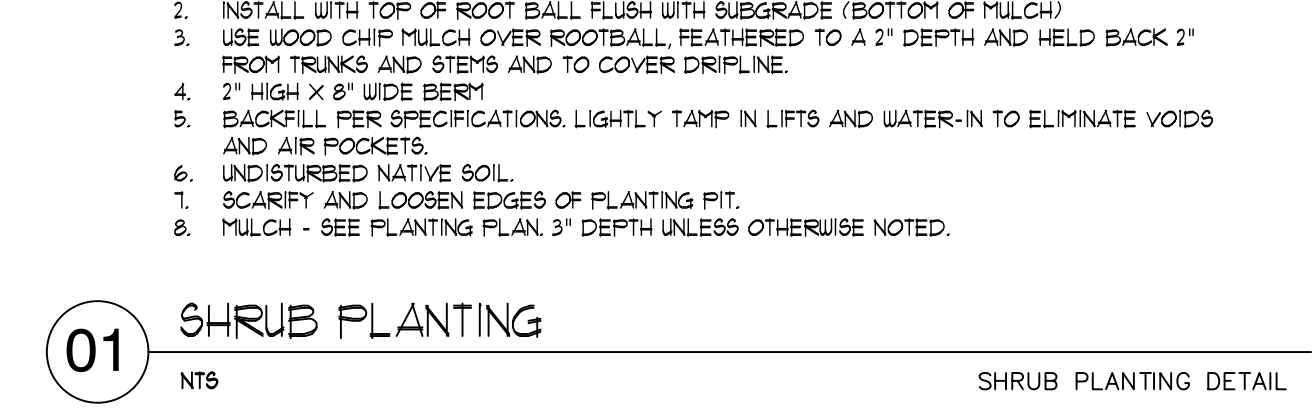 2. INSTALL WITH TOP OF ROOT BALL FLUSH WITH SUBGRADE (BOTTOM OF MULCH)
3. USE WOOD CHIP MULCH OVER ROOTBALL, FEATHERED TO A 2" DEPTH AND HELD BACK 2"
FROM TRUNKS AND STEMS AND TO COVER DRIPLINE.
4. 2" HIGH X 8" WIDE BERM
5. BACKFILL PER SPECIFICATIONS. LIGHTLY TAMP IN LIFTS AND WATER-IN TO ELIMINATE VOIDS
AND AIR POCKETS.
6. UNDISTURBED NATIVE SOIL.
7. SCARIFY AND LOOSEN EDGES OF PLANTING PIT.
8. MULCH - SEE PLANTING PLAN. 3" DEPTH UNLESS OTHERWISE NOTED.
01 SHRUB PLANTING
NTS SHRUB PLANTING DETAIL